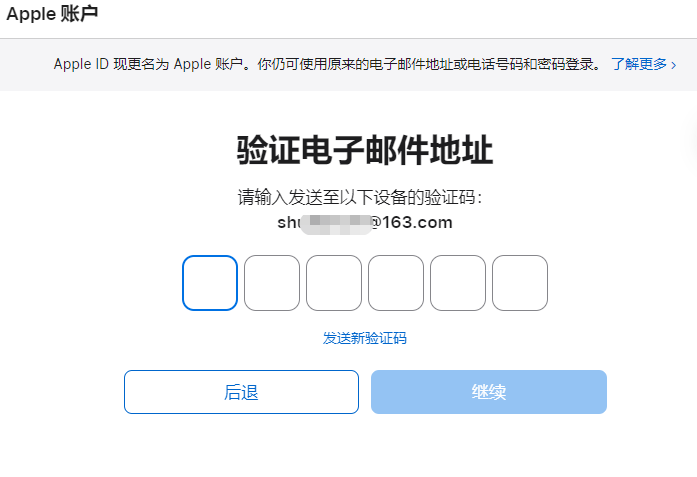 Apple 账户
Apple ID 现更名为 Apple 账户。你仍可使用原来的电子邮件地址或电话号码和密码登录。 了解更多 ›
验证电子邮件地址
请输入发送至以下设备的验证码：
sh @163.com
发送新验证码
后退 继续